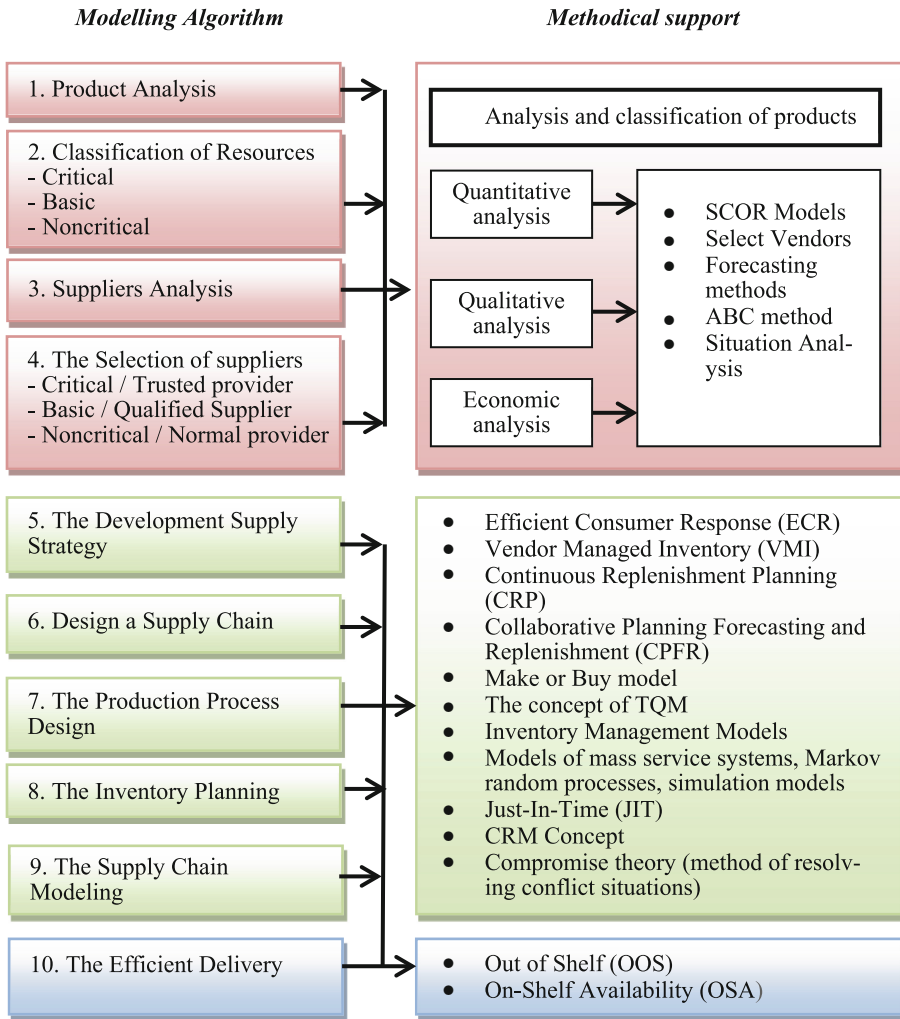 Modelling Algorithm
Methodical support
1. Product Analysis
2. Classification of Resources
- Critical
- Basic
- Noncritical
3. Suppliers Analysis
4. The Selection of suppliers
- Critical / Trusted provider
- Basic / Qualified Supplier
- Noncritical / Normal provider
Analysis and classification of products
Quantitative
analysis
Qualitative
analysis
Economic
analysis
● SCOR Models
● Select Vendors
● Forecasting
methods
● ABC method
● Situation Anal-
ysis
5. The Development Supply
Strategy
6. Design a Supply Chain
7. The Production Process
Design
8. The Inventory Planning
9. The Supply Chain
Modeling
● Efficient Consumer Response (ECR)
● Vendor Managed Inventory (VMI)
● Continuous Replenishment Planning
(CRP)
● Collaborative Planning Forecasting and
Replenishment (CPFR)
● Make or Buy model
● The concept of TQM
● Inventory Management Models
● Models of mass service systems, Markov
random processes, simulation models
● Just-In-Time (JIT)
● CRM Concept
● Compromise theory (method of resolv-
ing conflict situations)
10. The Efficient Delivery
● Out of Shelf (OOS)
● On-Shelf Availability (OSA)